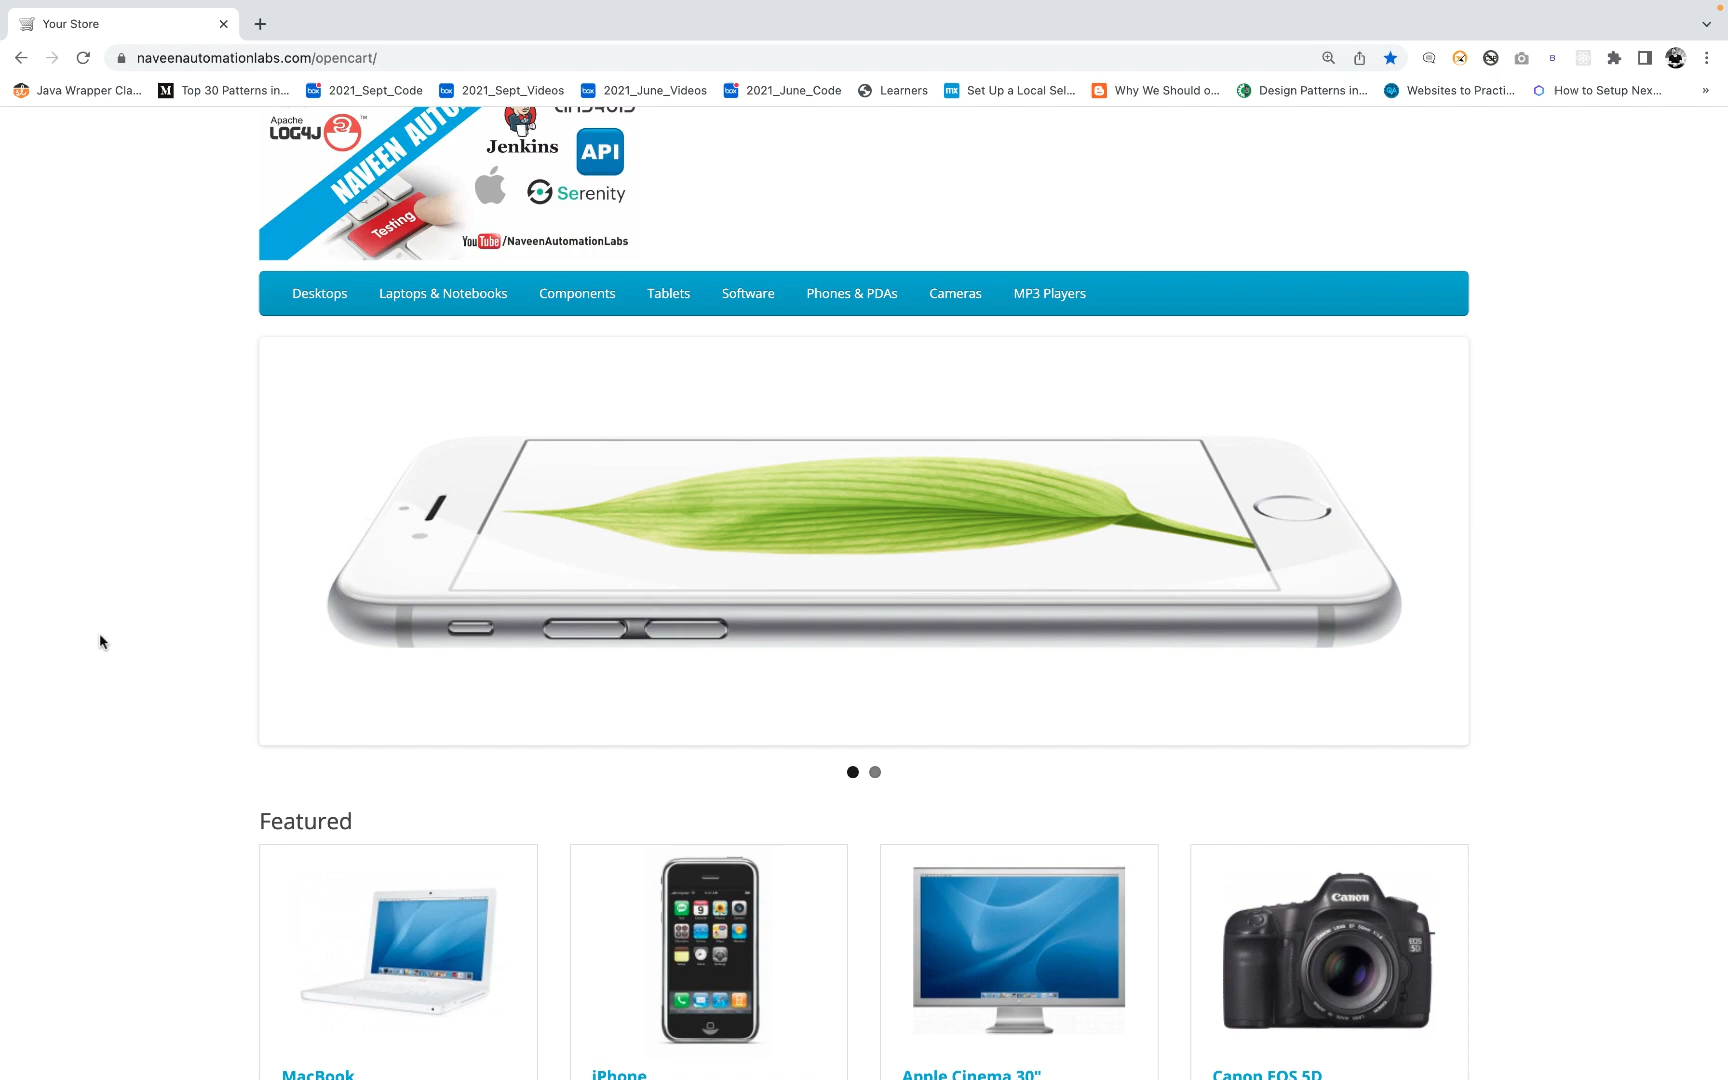 Your Store
naveenautomationlabs.com/opencart/
Java Wrapper Cla...
Top 30 Patterns in...
2021_Sept_Code
2021_Sept_Videos
2021_June_Videos
2021_June_Code
Learners
Set Up a Local Sel...
Why We Should o...
Design Patterns in...
Websites to Practi...
How to Setup Nex...
»
Apache
LOG4J
NAVEEN AUTO
Jenkins
API
Serenity
Testing
YouTube/NaveenAutomationLabs
Desktops
Laptops & Notebooks
Components
Tablets
Software
Phones & PDAs
Cameras
MP3 Players
Featured
Canon
EOS
5D
MacBook
iPhone
Apple Cinema 30"
Canon EOS 5D